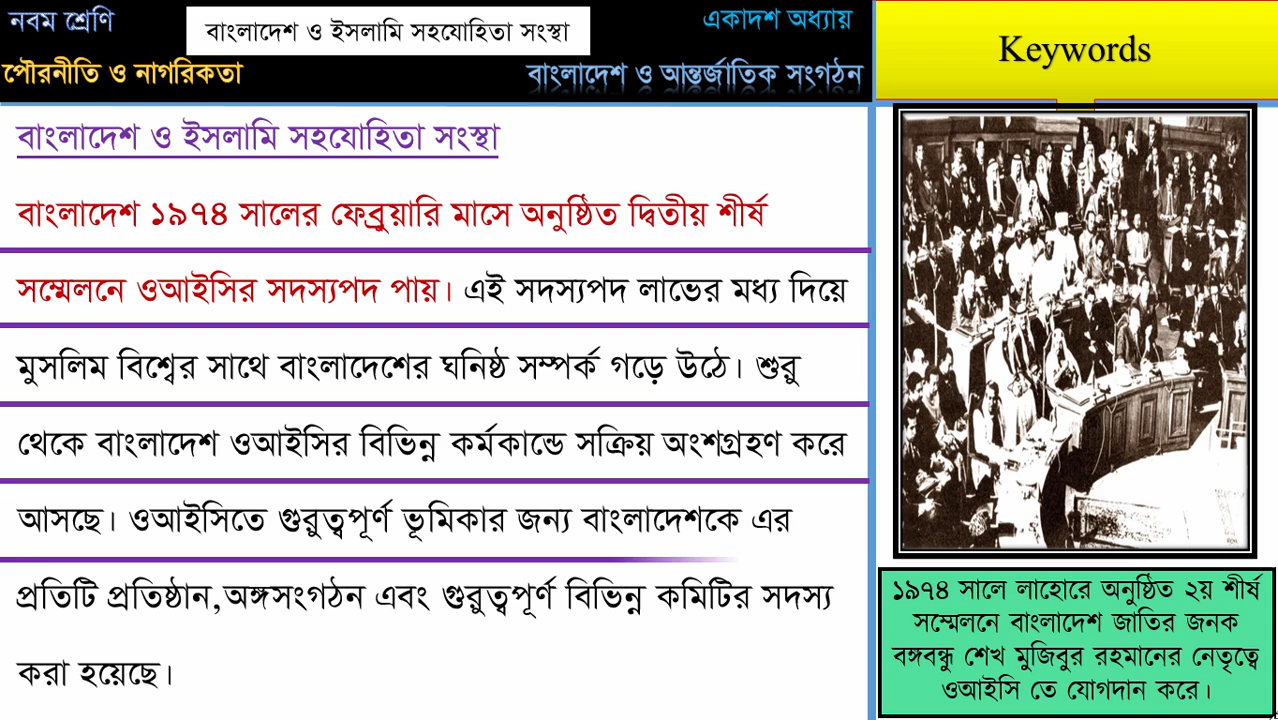 নবম শ্রেণি
বাংলাদেশ ও ইসলামি সহযোহিতা সংস্থা
একাদশ অধ্যায়
পৌরনীতি ও নাগরিকতা
বাংলাদেশ ও আন্তর্জাতিক সংগঠন
Keywords
বাংলাদেশ ও ইসলামি সহযোহিতা সংস্থা
বাংলাদেশ ১৯৭৪ সালের ফেব্রুয়ারি মাসে অনুষ্ঠিত দ্বিতীয় শীর্ষ
সম্মেলনে ওআইসির সদস্যপদ পায়। এই সদস্যপদ লাভের মধ্য দিয়ে
মুসলিম বিশ্বের সাথে বাংলাদেশের ঘনিষ্ঠ সম্পর্ক গড়ে উঠে। শুরু
থেকে বাংলাদেশ ওআইসির বিভিন্ন কর্মকান্ডে সক্রিয় অংশগ্রহণ করে
আসছে। ওআইসিতে গুরুত্বপূর্ণ ভূমিকার জন্য বাংলাদেশকে এর
প্রতিটি প্রতিষ্ঠান,অঙ্গসংগঠন এবং গুরুত্বপূর্ণ বিভিন্ন কমিটির সদস্য
করা হয়েছে।
১৯৭৪ সালে লাহোরে অনুষ্ঠিত ২য় শীর্ষ
সম্মেলনে বাংলাদেশ জাতির জনক
বঙ্গবন্ধু শেখ মুজিবুর রহমানের নেতৃত্বে
ওআইসি তে যোগদান করে।